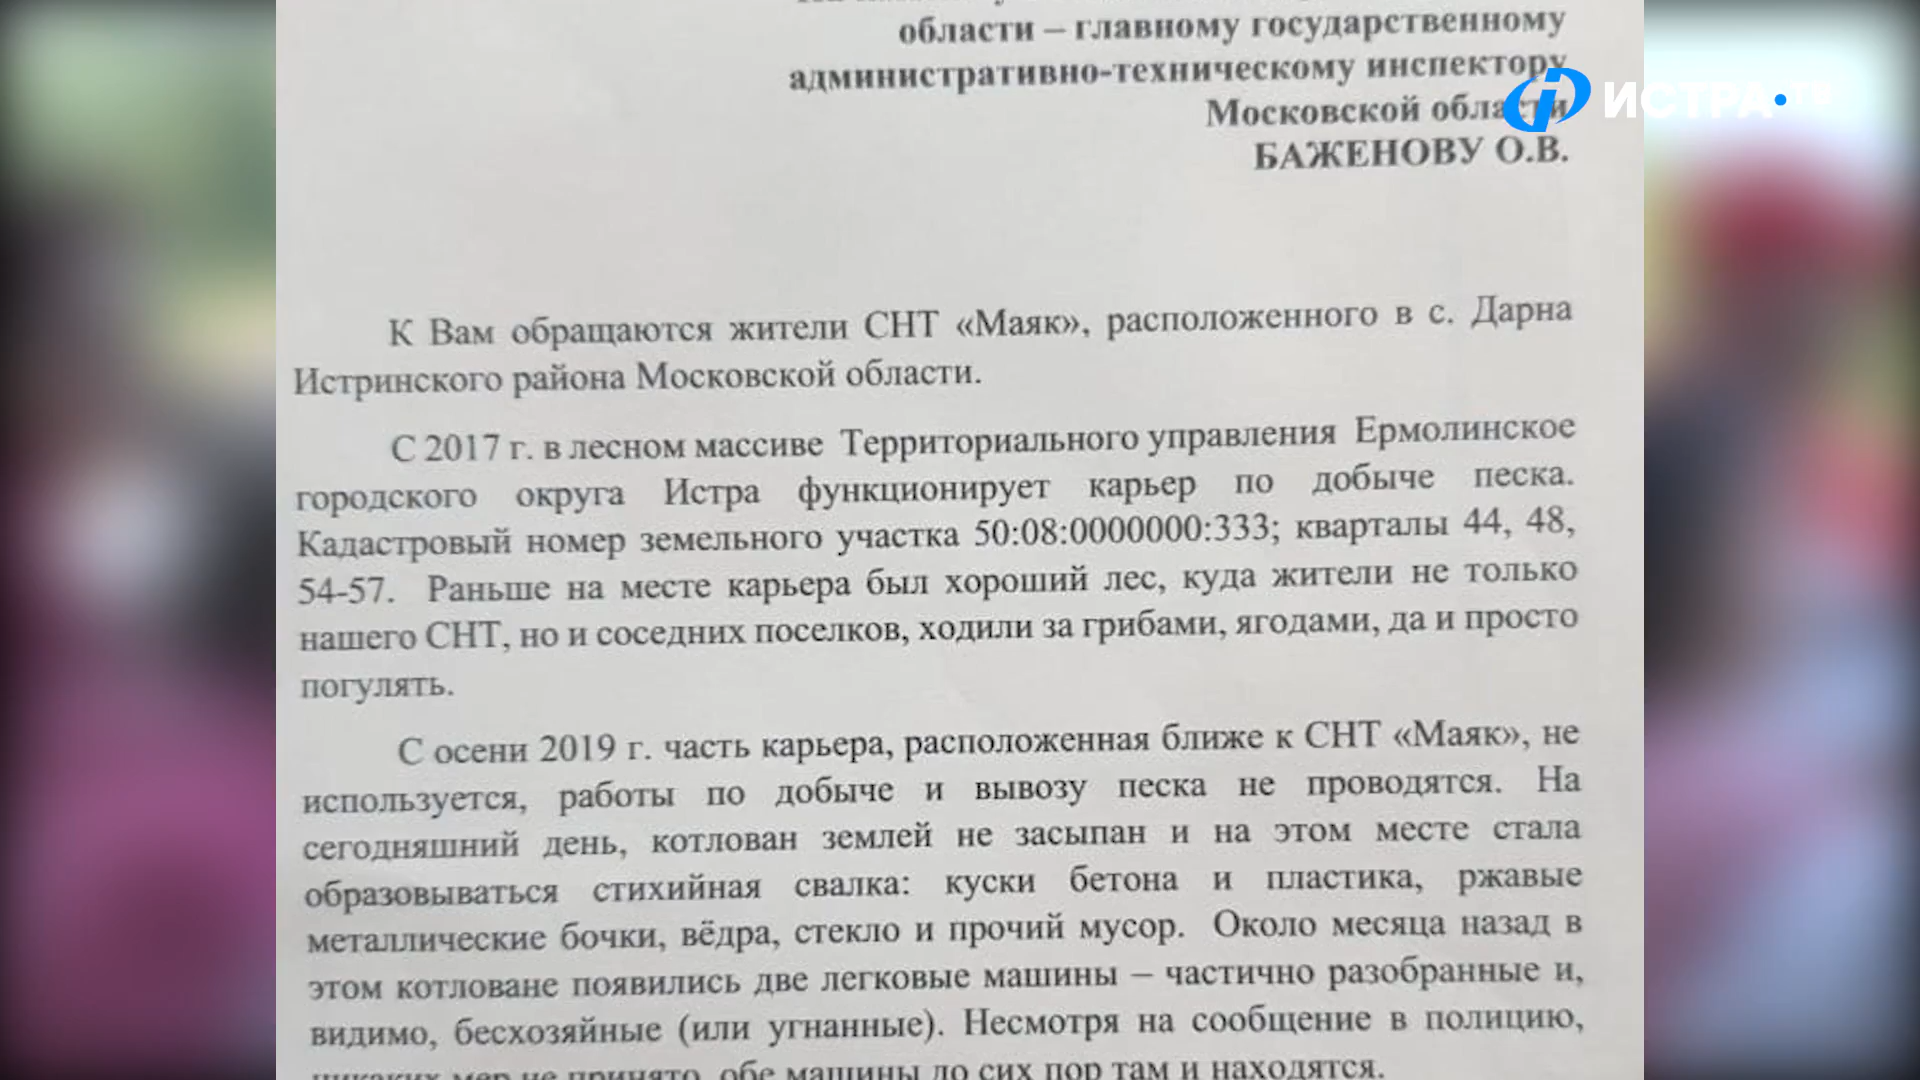 области – главному государственному
административно-техническому инспектору
Московской области
БАЖЕНОВУ О.В.
ИСТРА
К Вам обращаются жители СНТ «Маяк», расположенного в с. Дарна
Истринского района Московской области.
С 2017 г. в лесном массиве Территориального управления Ермолинское
городского округа Истра функционирует карьер по добыче песка.
Кадастровый номер земельного участка 50:08:0000000:333; кварталы 44, 48,
54-57. Раньше на месте карьера был хороший лес, куда жители не только
нашего СНТ, но и соседних поселков, ходили за грибами, ягодами, да и просто
погулять.
С осени 2019 г. часть карьера, расположенная ближе к СНТ «Маяк», не
используется, работы по добыче и вывозу песка не проводятся. На
сегодняшний день, котлован землей не засыпан и на этом месте стала
образовываться стихийная свалка: куски бетона и пластика, ржавые
металлические бочки, вёдра, стекло и прочий мусор. Около месяца назад в
этом котловане появились две легковые машины – частично разобранные и,
видимо, бесхозяйные (или угнанные). Несмотря на сообщение в полицию,
никаких мер не принято, обе машины до сих пор там и находятся.